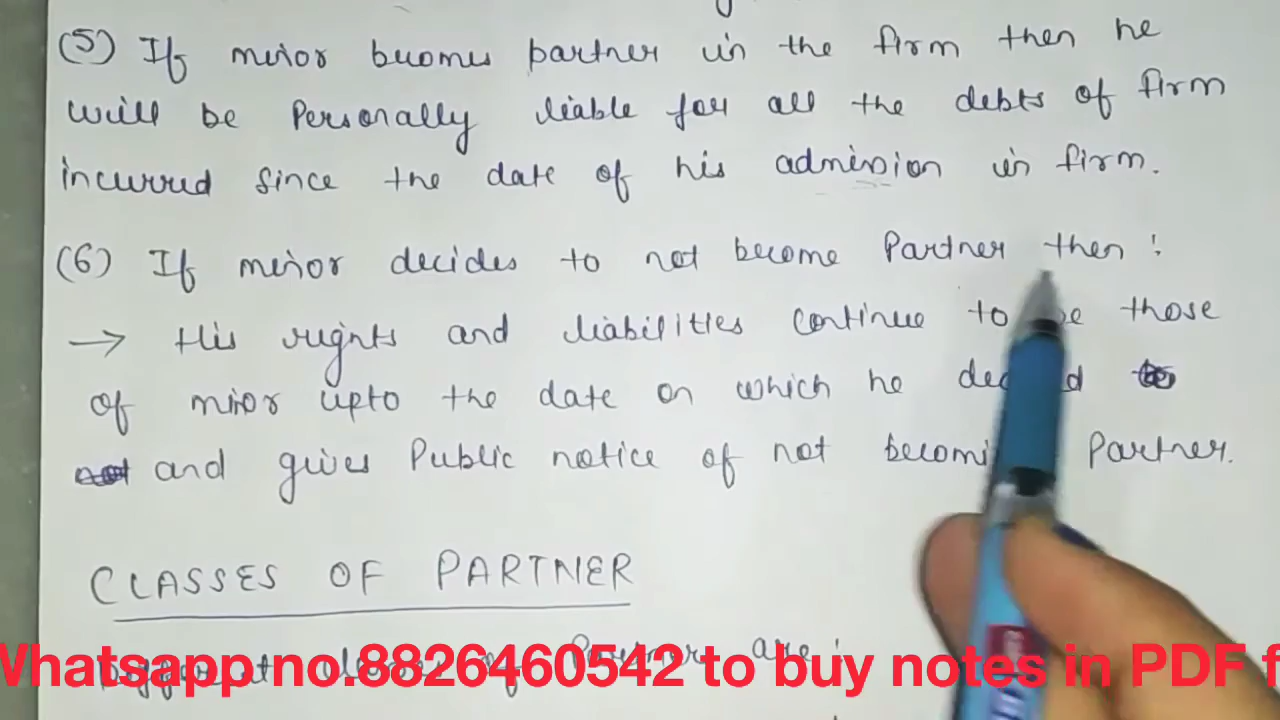 (5) If minor becomes partner in the firm then he
will be Personally liable for all the debts of firm
incurred since the date of his admission in firm.
(6) If minor decides to not become Partner then :
→ His rights and liabilities continue to be those
of minor upto the date on which he
and gives Public notice of not Partner.
CLASSES OF PARTNER
are :
Whatsapp no.8826460542 to buy notes in PDF f